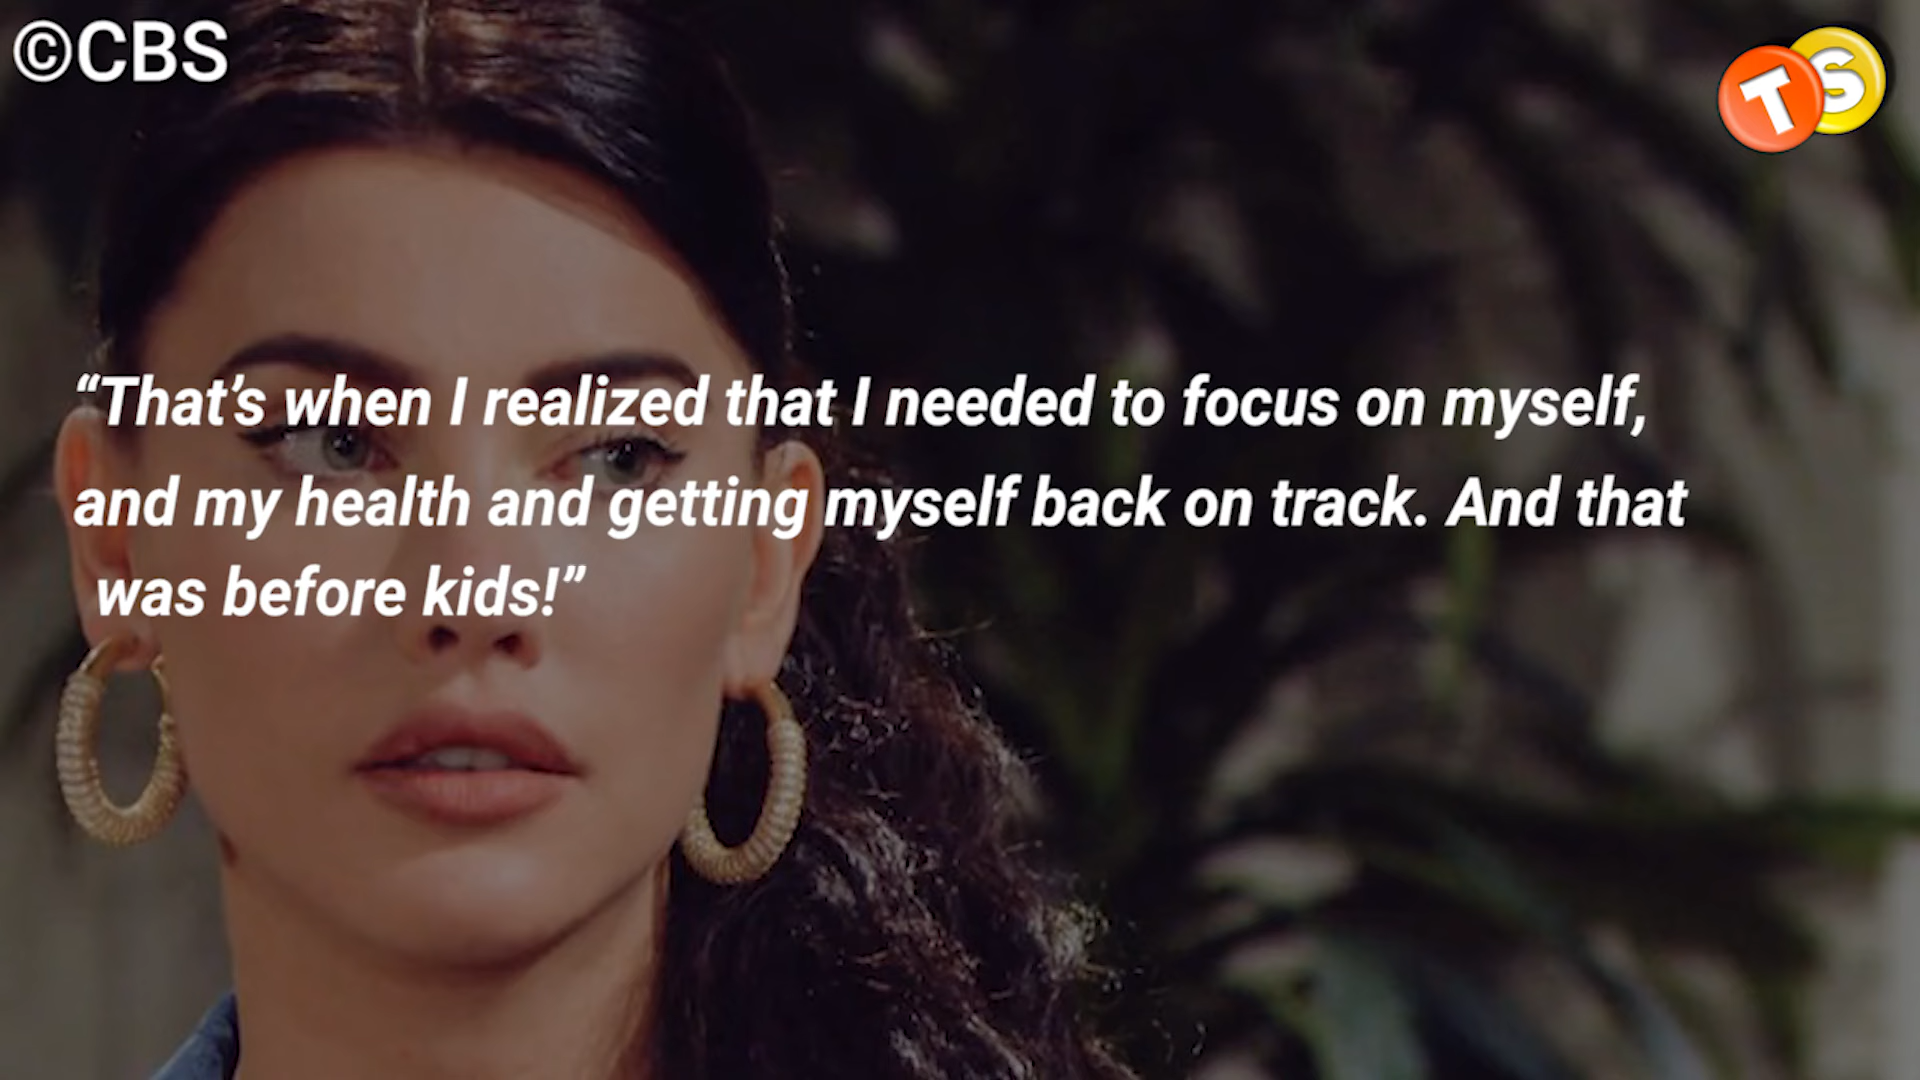 ©CBS
TS
“That’s when I realized that I needed to focus on myself,
and my health and getting myself back on track. And that
was before kids!”